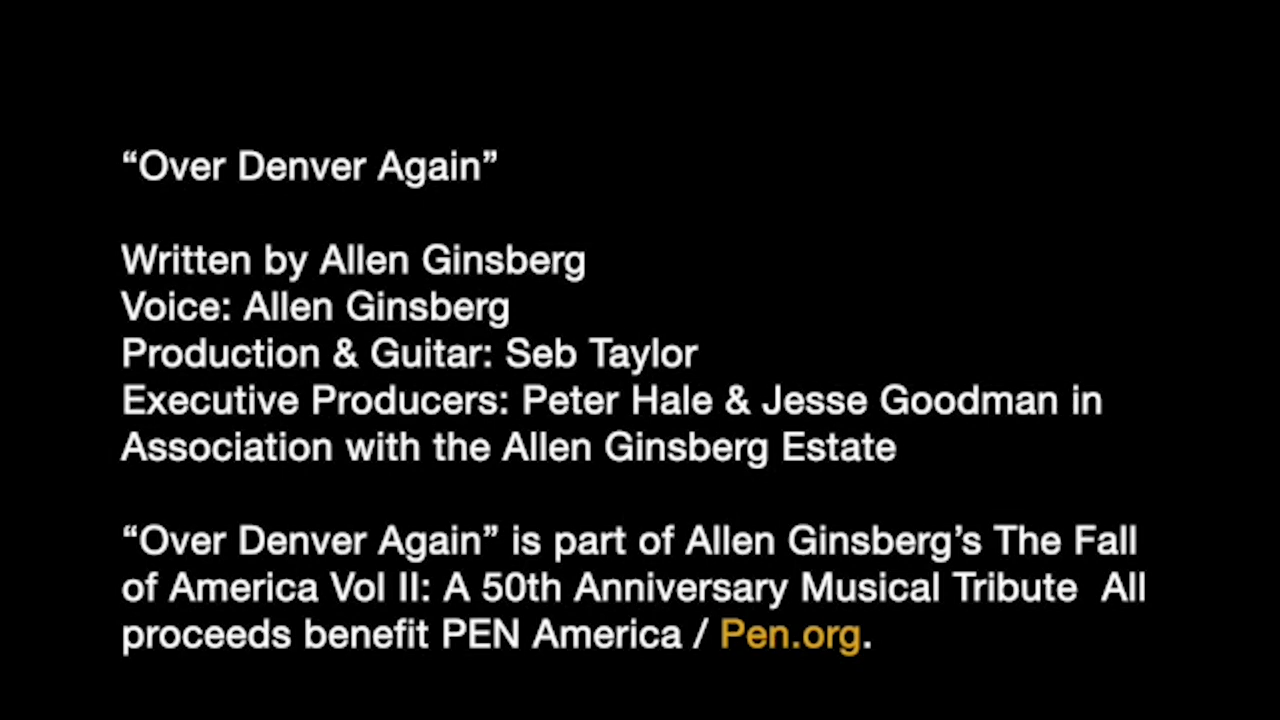 “Over Denver Again”
Written by Allen Ginsberg
Voice: Allen Ginsberg
Production & Guitar: Seb Taylor
Executive Producers: Peter Hale & Jesse Goodman in
Association with the Allen Ginsberg Estate
“Over Denver Again” is part of Allen Ginsberg’s The Fall
of America Vol II: A 50th Anniversary Musical Tribute  All
proceeds benefit PEN America / Pen.org.